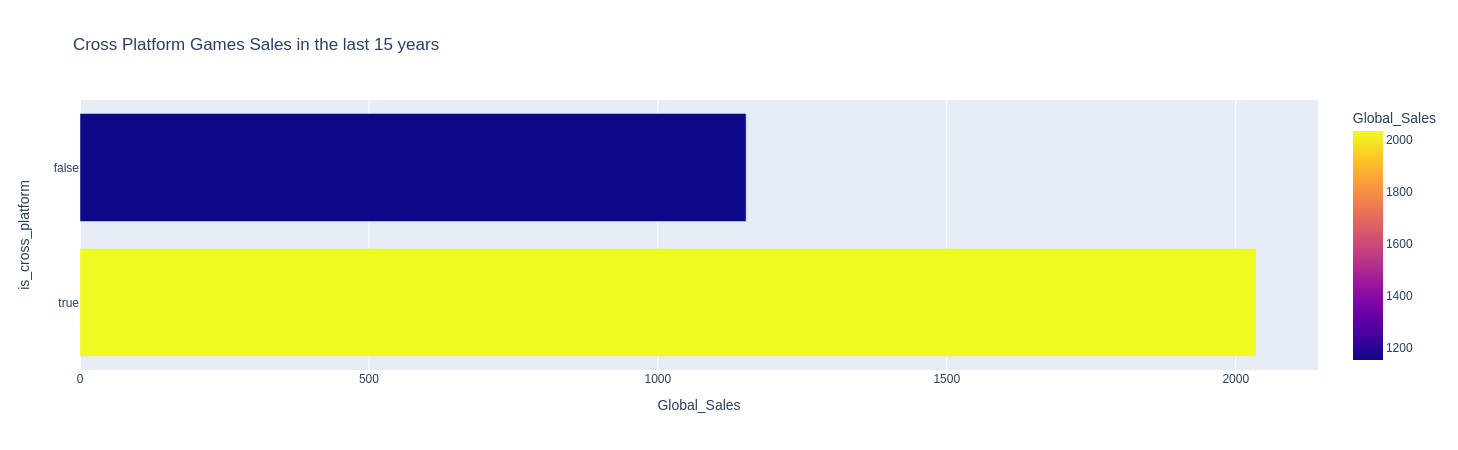 Cross Platform Games Sales in the last 15 years
is_cross_platform
false
true
0
500
1000
1500
2000
Global_Sales
Global_Sales
2000
1800
1600
1400
1200